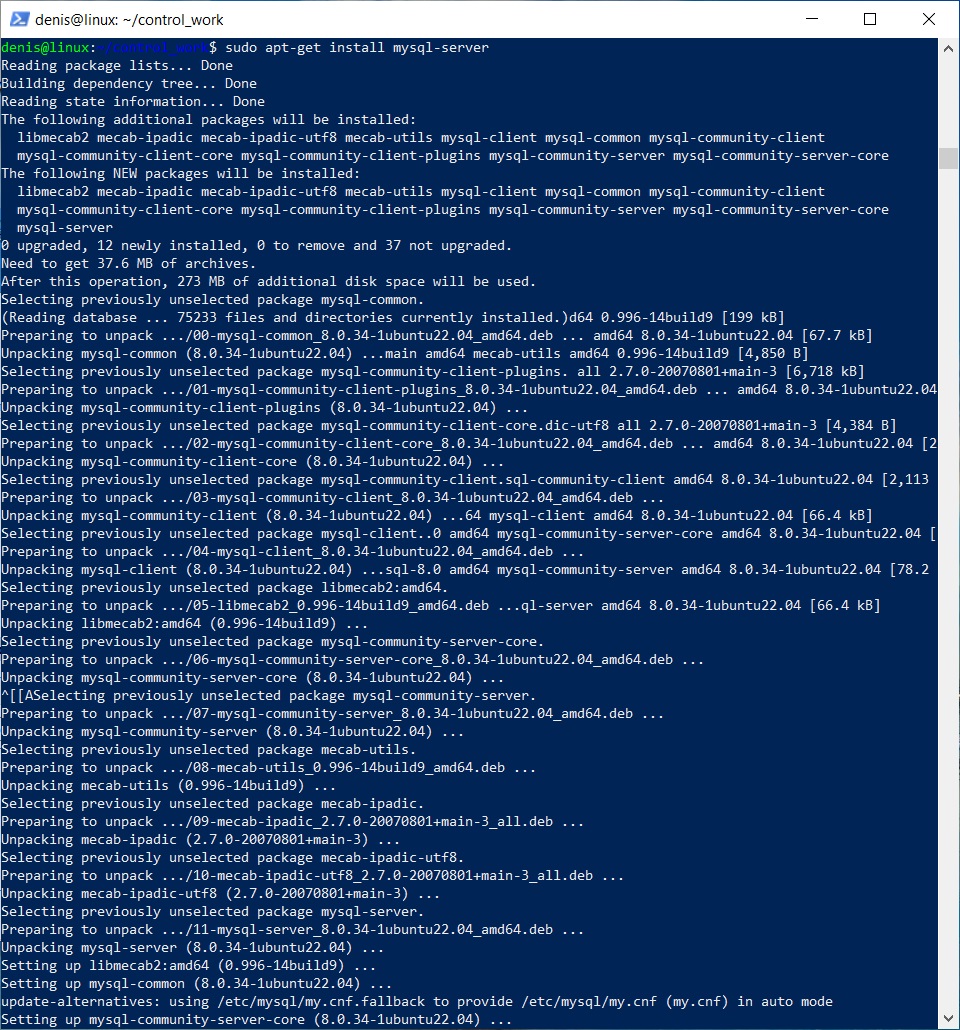 denis@linux: ~/control_work
denis@linux:~/control_work$ sudo apt-get install mysql-server
Reading package lists... Done
Building dependency tree... Done
Reading state information... Done
The following additional packages will be installed:
  libmecab2 mecab-ipadic mecab-ipadic-utf8 mecab-utils mysql-client mysql-common mysql-community-client
  mysql-community-client-core mysql-community-client-plugins mysql-community-server mysql-community-server-core
The following NEW packages will be installed:
  libmecab2 mecab-ipadic mecab-ipadic-utf8 mecab-utils mysql-client mysql-common mysql-community-client
  mysql-community-client-core mysql-community-client-plugins mysql-community-server mysql-community-server-core
  mysql-server
0 upgraded, 12 newly installed, 0 to remove and 37 not upgraded.
Need to get 37.6 MB of archives.
After this operation, 273 MB of additional disk space will be used.
Selecting previously unselected package mysql-common.
(Reading database ... 75233 files and directories currently installed.)d64 0.996-14build9 [199 kB]
Preparing to unpack .../00-mysql-common_8.0.34-1ubuntu22.04_amd64.deb ... amd64 8.0.34-1ubuntu22.04 [67.7 kB]
Unpacking mysql-common (8.0.34-1ubuntu22.04) ...main amd64 mecab-utils amd64 0.996-14build9 [4,850 B]
Selecting previously unselected package mysql-community-client-plugins. all 2.7.0-20070801+main-3 [6,718 kB]
Preparing to unpack .../01-mysql-community-client-plugins_8.0.34-1ubuntu22.04_amd64.deb ... amd64 8.0.34-1ubuntu22.04
Unpacking mysql-community-client-plugins (8.0.34-1ubuntu22.04) ...
Selecting previously unselected package mysql-community-client-core.dic-utf8 all 2.7.0-20070801+main-3 [4,384 B]
Preparing to unpack .../02-mysql-community-client-core_8.0.34-1ubuntu22.04_amd64.deb ... amd64 8.0.34-1ubuntu22.04 [2
Unpacking mysql-community-client-core (8.0.34-1ubuntu22.04) ...
Selecting previously unselected package mysql-community-client.sql-community-client amd64 8.0.34-1ubuntu22.04 [2,113
Preparing to unpack .../03-mysql-community-client_8.0.34-1ubuntu22.04_amd64.deb ...
Unpacking mysql-community-client (8.0.34-1ubuntu22.04) ...64 mysql-client amd64 8.0.34-1ubuntu22.04 [66.4 kB]
Selecting previously unselected package mysql-client..0 amd64 mysql-community-server-core amd64 8.0.34-1ubuntu22.04 [
Preparing to unpack .../04-mysql-client_8.0.34-1ubuntu22.04_amd64.deb ...
Unpacking mysql-client (8.0.34-1ubuntu22.04) ...sql-8.0 amd64 mysql-community-server amd64 8.0.34-1ubuntu22.04 [78.2
Selecting previously unselected package libmecab2:amd64.
Preparing to unpack .../05-libmecab2_0.996-14build9_amd64.deb ...ql-server amd64 8.0.34-1ubuntu22.04 [66.4 kB]
Unpacking libmecab2:amd64 (0.996-14build9) ...
Selecting previously unselected package mysql-community-server-core.
Preparing to unpack .../06-mysql-community-server-core_8.0.34-1ubuntu22.04_amd64.deb ...
Unpacking mysql-community-server-core (8.0.34-1ubuntu22.04) ...
^[[ASelecting previously unselected package mysql-community-server.
Preparing to unpack .../07-mysql-community-server_8.0.34-1ubuntu22.04_amd64.deb ...
Unpacking mysql-community-server (8.0.34-1ubuntu22.04) ...
Selecting previously unselected package mecab-utils.
Preparing to unpack .../08-mecab-utils_0.996-14build9_amd64.deb ...
Unpacking mecab-utils (0.996-14build9) ...
Selecting previously unselected package mecab-ipadic.
Preparing to unpack .../09-mecab-ipadic_2.7.0-20070801+main-3_all.deb ...
Unpacking mecab-ipadic (2.7.0-20070801+main-3) ...
Selecting previously unselected package mecab-ipadic-utf8.
Preparing to unpack .../10-mecab-ipadic-utf8_2.7.0-20070801+main-3_all.deb ...
Unpacking mecab-ipadic-utf8 (2.7.0-20070801+main-3) ...
Selecting previously unselected package mysql-server.
Preparing to unpack .../11-mysql-server_8.0.34-1ubuntu22.04_amd64.deb ...
Unpacking mysql-server (8.0.34-1ubuntu22.04) ...
Setting up libmecab2:amd64 (0.996-14build9) ...
Setting up mysql-common (8.0.34-1ubuntu22.04) ...
update-alternatives: using /etc/mysql/my.cnf.fallback to provide /etc/mysql/my.cnf (my.cnf) in auto mode
Setting up mysql-community-server-core (8.0.34-1ubuntu22.04) ...